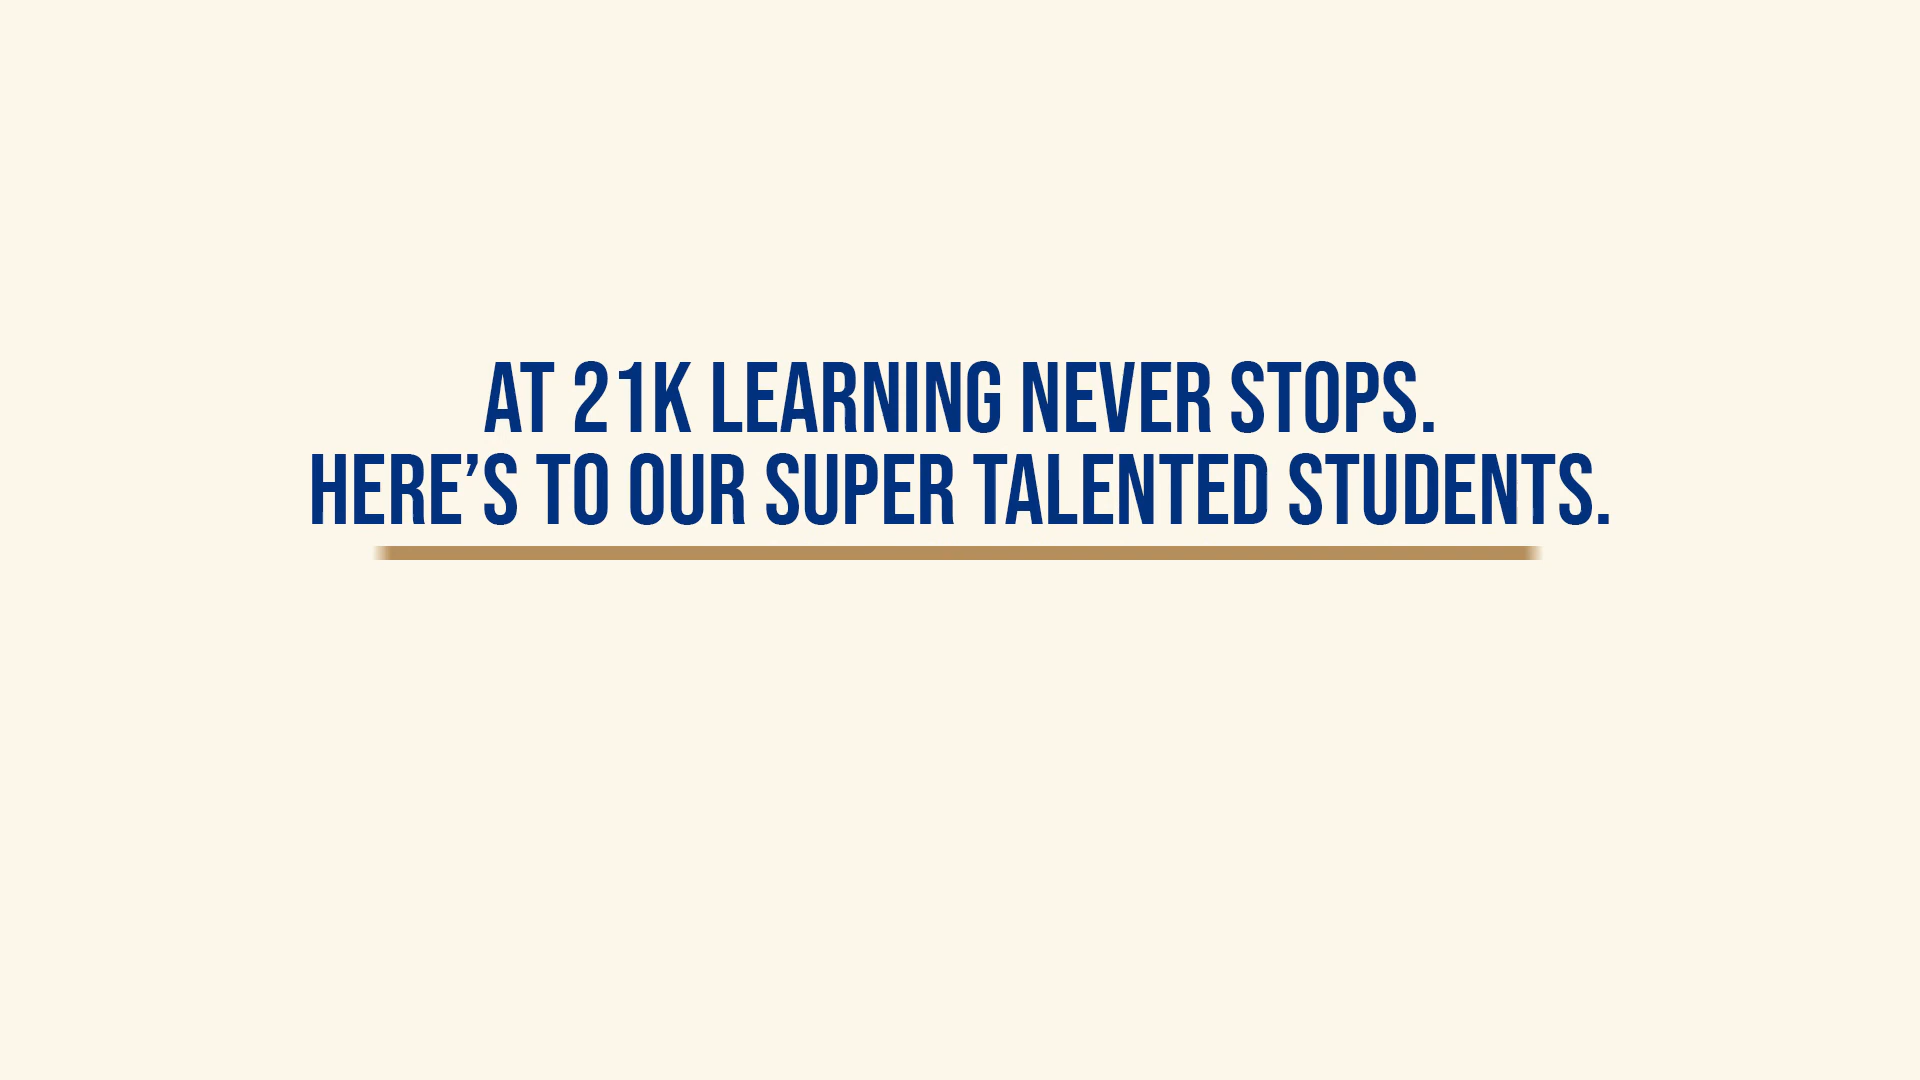 AT 21K LEARNING NEVER STOPS.
HERE’S TO OUR SUPER TALENTED STUDENTS.